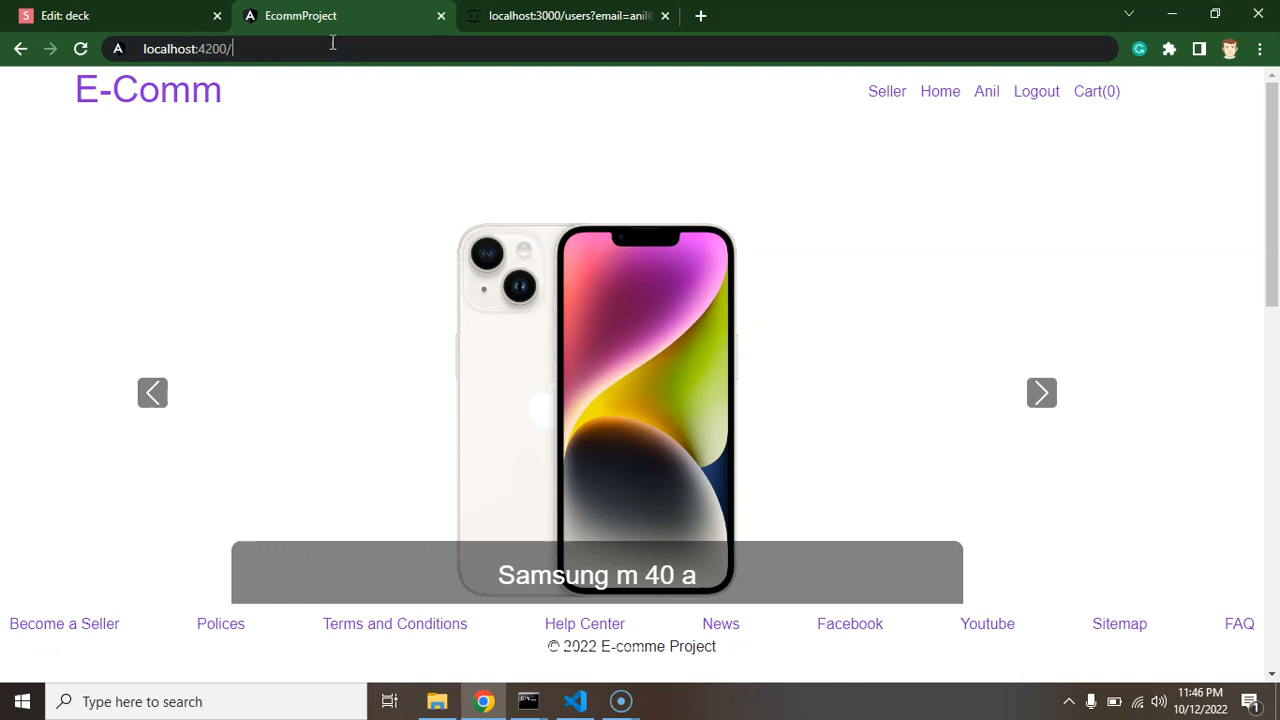 Edit: deck
EcommProject
localhost:3000/users?email=anil
localhost:4200/
E-Comm
Seller Home Anil Logout Cart(0)
Samsung m 40 a
Become a Seller Polices Terms and Conditions Help Center News Facebook Youtube Sitemap FAQ
© 2022 E-comme Project
Type here to search
11:46 PM
10/12/2022